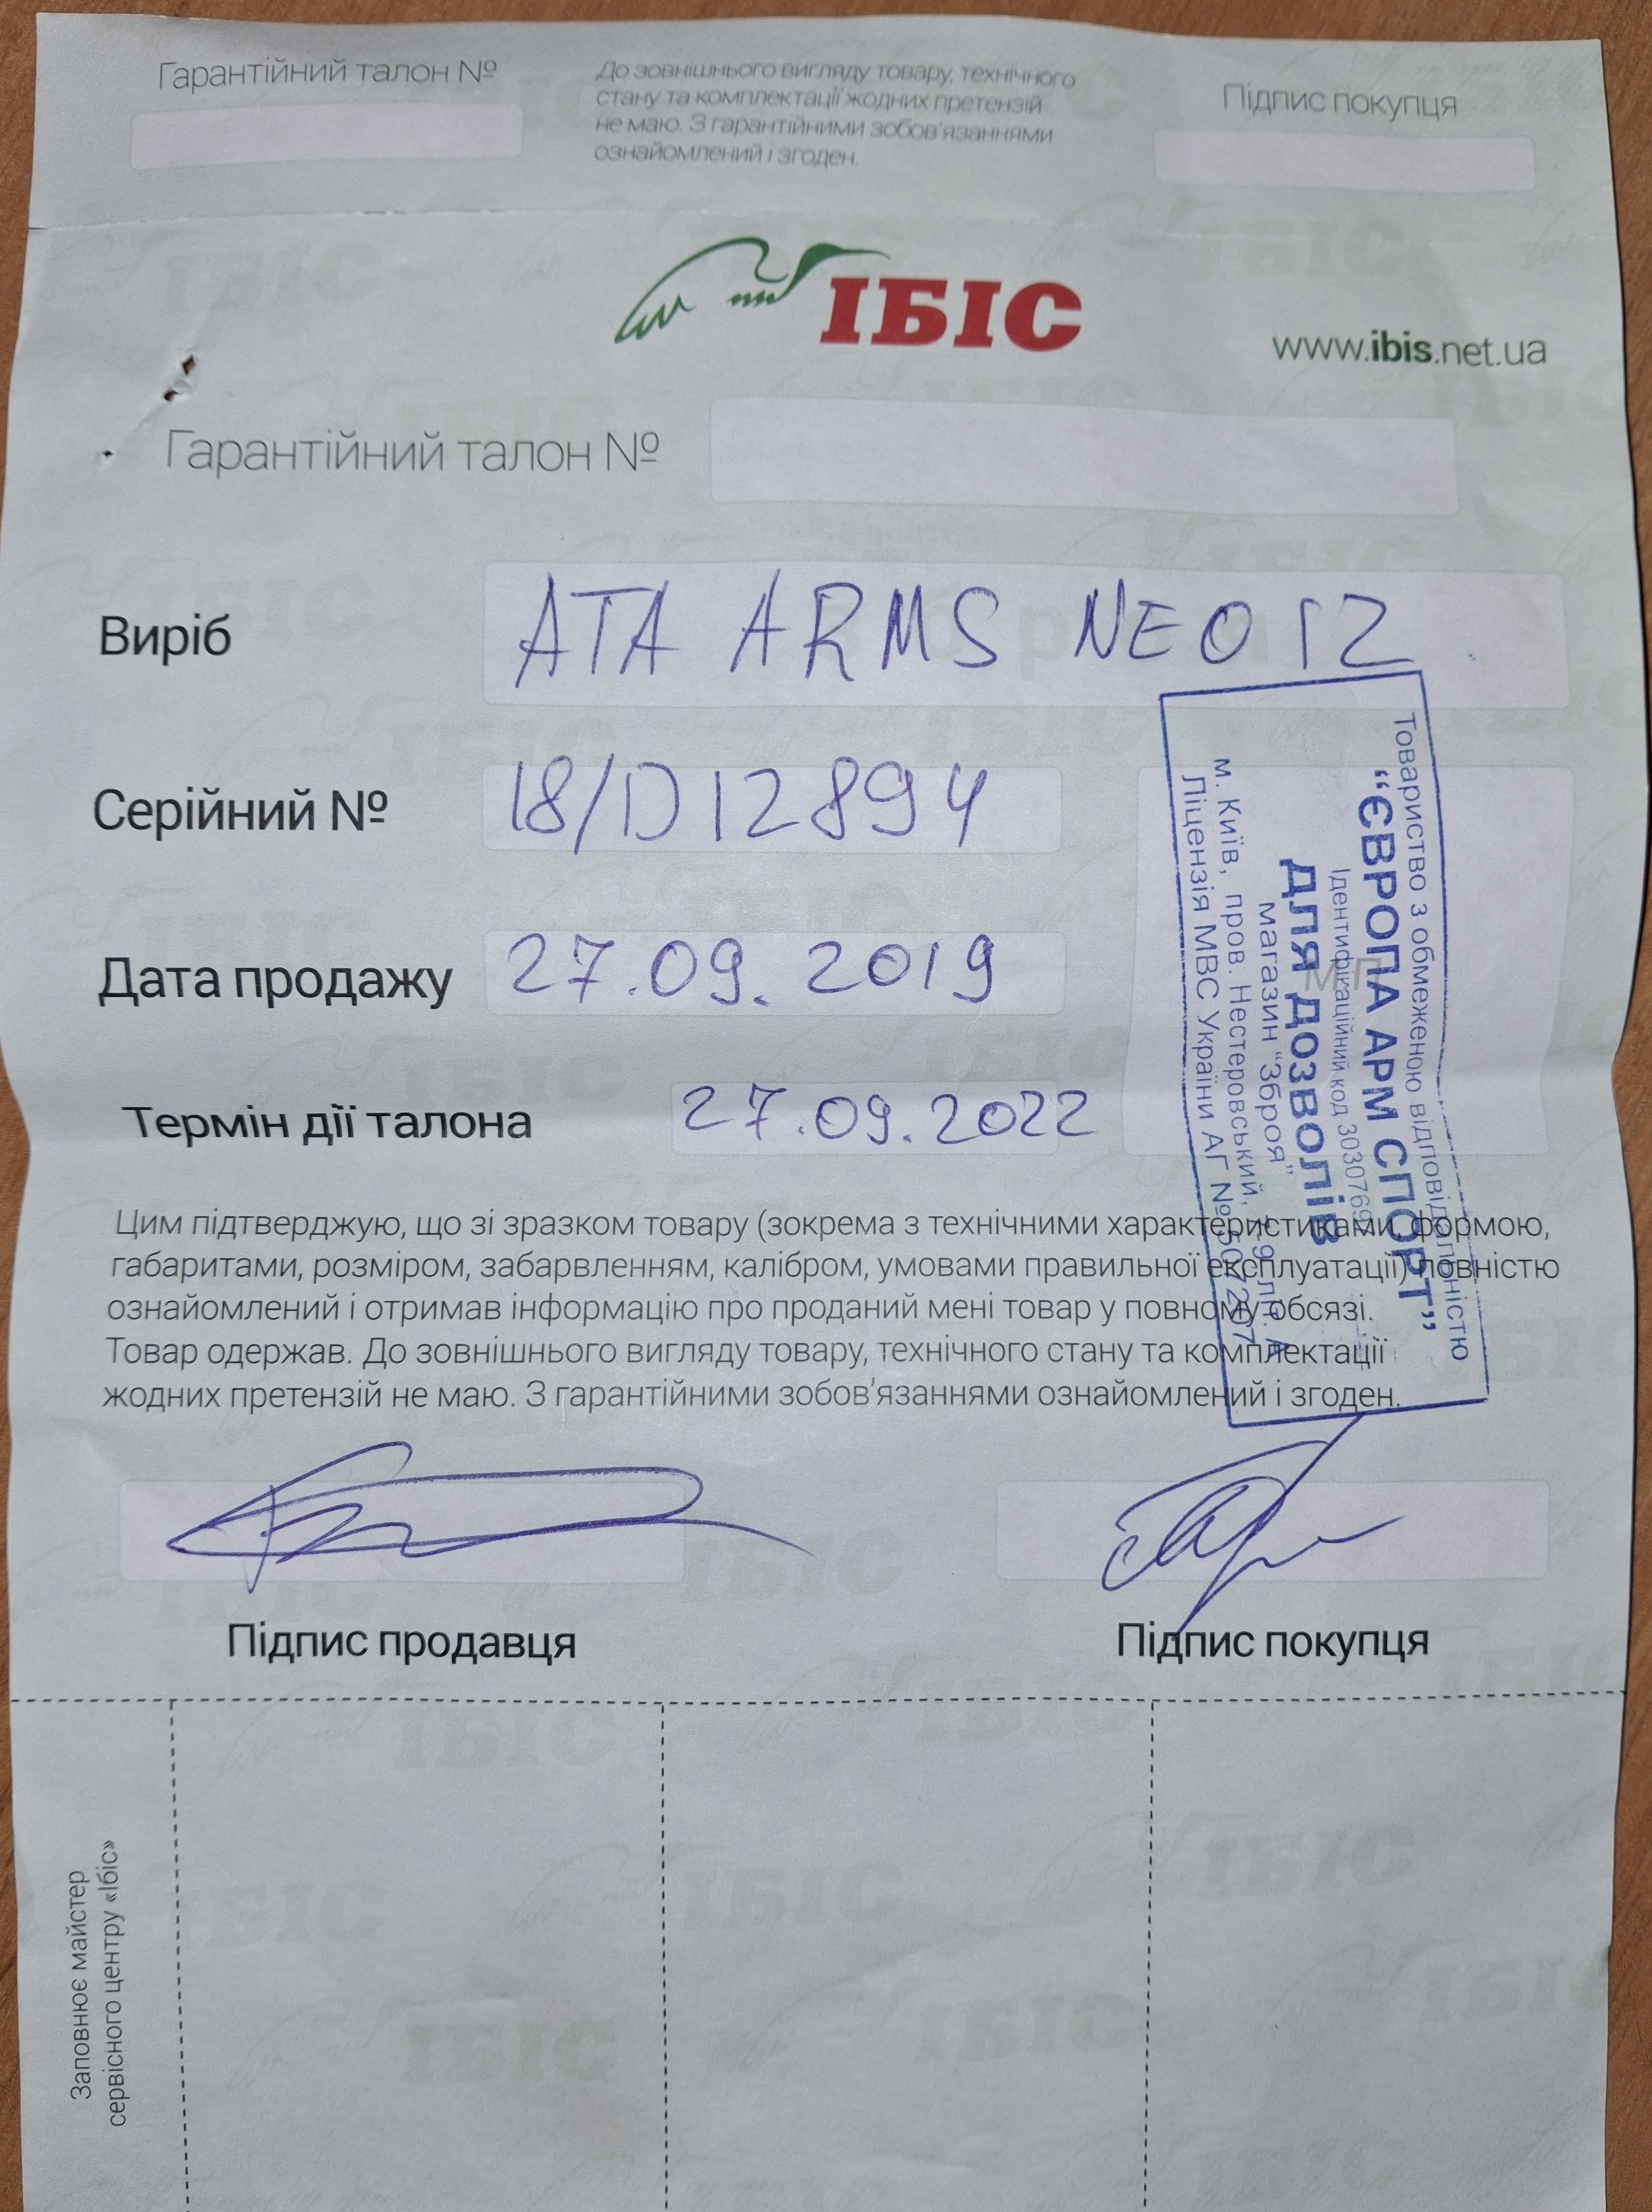 Гарантійний талон №
До зовнішнього вигляду товару, технічного
стану та комплектації жодних претензій
не маю. З гарантійними зобов'язаннями
ознайомлений і згоден.
Підпис покупця
ІБІС
www.ibis.net.ua
Гарантійний талон №
Виріб ATA ARMS NEO 12
Серійний № 18/D12894
Дата продажу 27.09.2019
Термін дії талона 27.09.2022
МП
Товариство з обмеженою відповідальністю
“ЄВРОПА АРМ СПОРТ”
Ідентифікаційний код
ДЛЯ ДОЗВОЛІВ
магазин “Зброя”
м. Київ, пров. Нестеровський, літ. А
Ліцензія МВС України АГ №
Цим підтверджую, що зі зразком товару (зокрема з технічними характеристиками, формою,
габаритами, розміром, забарвленням, калібром, умовами правильної експлуатації) повністю
ознайомлений і отримав інформацію про проданий мені товар у повному обсязі.
Товар одержав. До зовнішнього вигляду товару, технічного стану та комплектації
жодних претензій не маю. З гарантійними зобов'язаннями ознайомлений і згоден.
Підпис продавця
Підпис покупця
Заповнює майстер
сервісного центру «Ібіс»